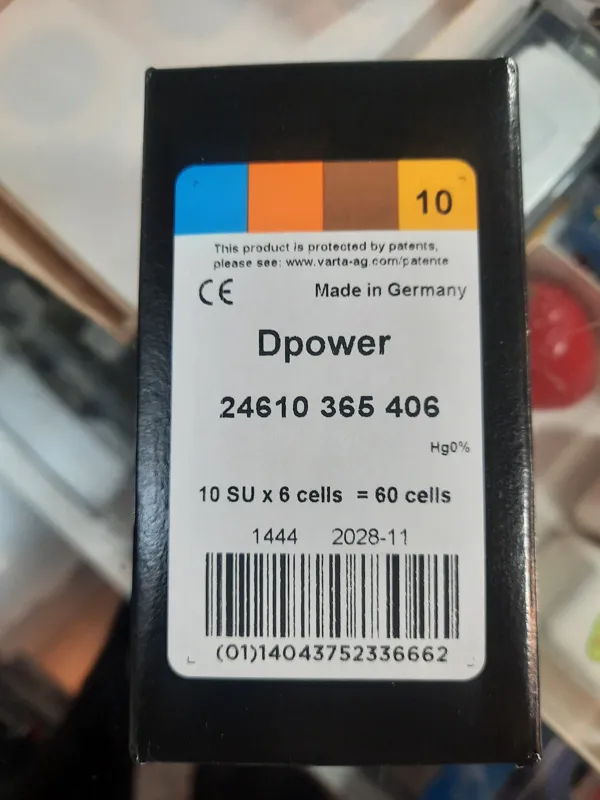 10
This product is protected by patents,
please see: www.varta-ag.com/patente
CE Made in Germany
Dpower
24610 365 406
Hg0%
10 SU x 6 cells = 60 cells
1444 2028-11
(01)14043752336662